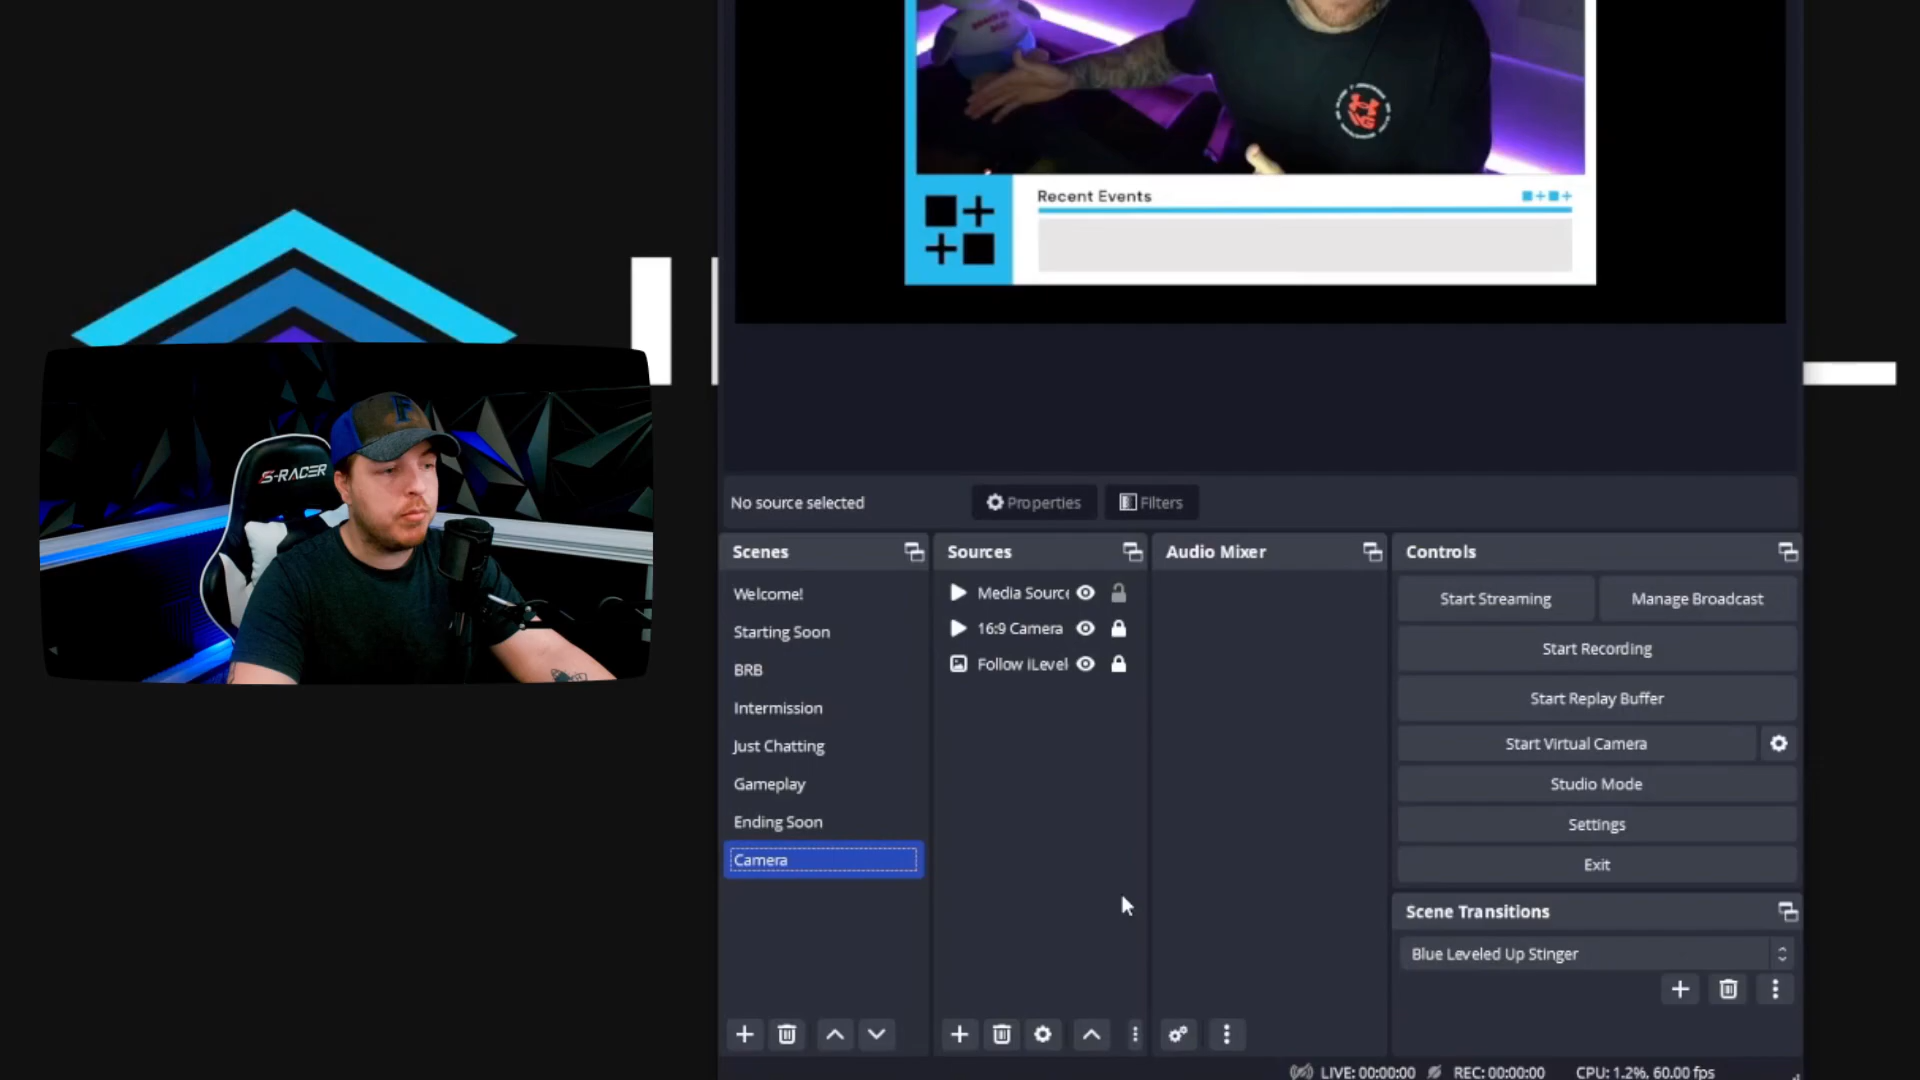 Recent Events
S-RACER
F
No source selected
Properties
Filters
Scenes
Sources
Audio Mixer
Controls
Welcome!
Starting Soon
BRB
Intermission
Just Chatting
Gameplay
Ending Soon
Camera
Media Sourc
16:9 Camera
Follow iLevel
Start Streaming
Manage Broadcast
Start Recording
Start Replay Buffer
Start Virtual Camera
Studio Mode
Settings
Exit
Scene Transitions
Blue Leveled Up Stinger
LIVE: 00:00:00
REC: 00:00:00
CPU: 1.2%, 60.00 fps